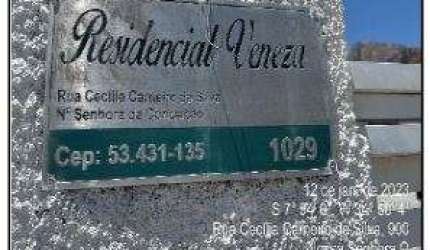 Residencial Veneza
Rua Cecília Carneiro da Silva
Nª Senhora da Conceição
Cep: 53.431-135 1029
12 de jan. de 2023
Rua Cecília Carneiro da Silva, 900
Senhora